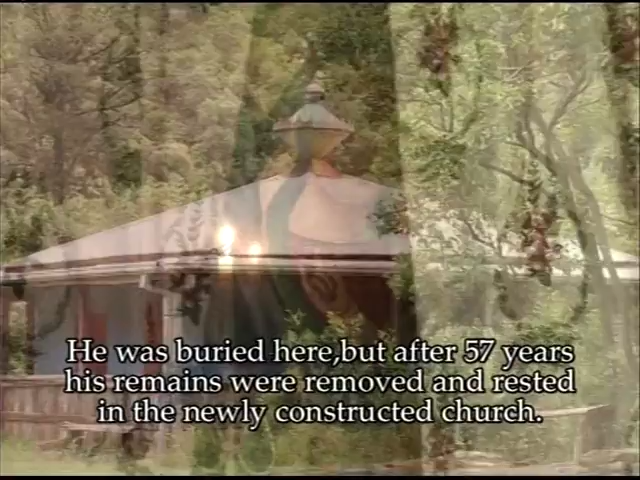 He was buried here,but after 57 years
his remains were removed and rested
in the newly constructed church.